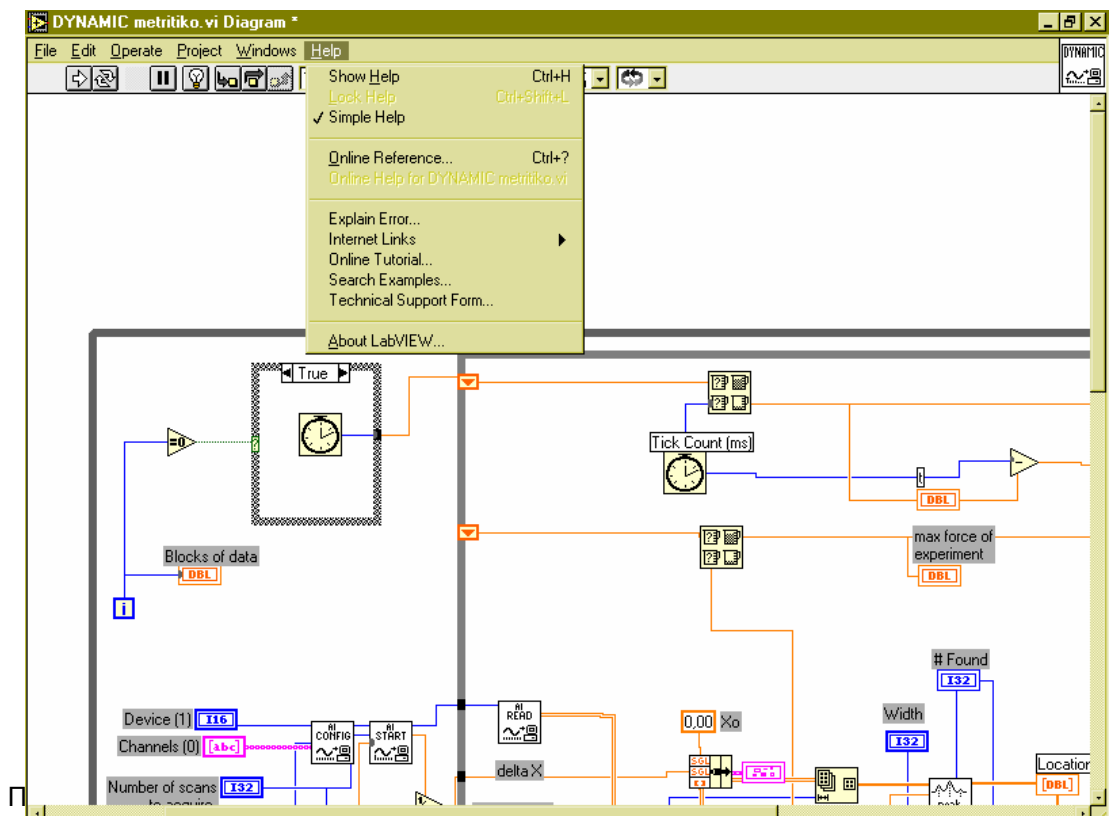 DYNAMIC metritiko.vi Diagram *
File Edit Operate Project Windows Help
DYNAMIC
Show Help Ctrl+H
Lock Help Ctrl+Shift+L
✓ Simple Help
Online Reference... Ctrl+?
Online Help for DYNAMIC metritiko.vi
Explain Error...
Internet Links
Online Tutorial...
Search Examples...
Technical Support Form...
About LabVIEW...
True
Tick Count (ms)
=0
?
t
-
DBL
Blocks of data
DBL
i
max force of
experiment
DBL
# Found
I32
Device (1) I16
Channels (0) [abc]
AI
CONFIG
AI
START
AI
READ
0,00 Xo
Width
I32
delta X
SGL
SGL
Location
[DBL]
Number of scans I32
to acquire
peak
Π